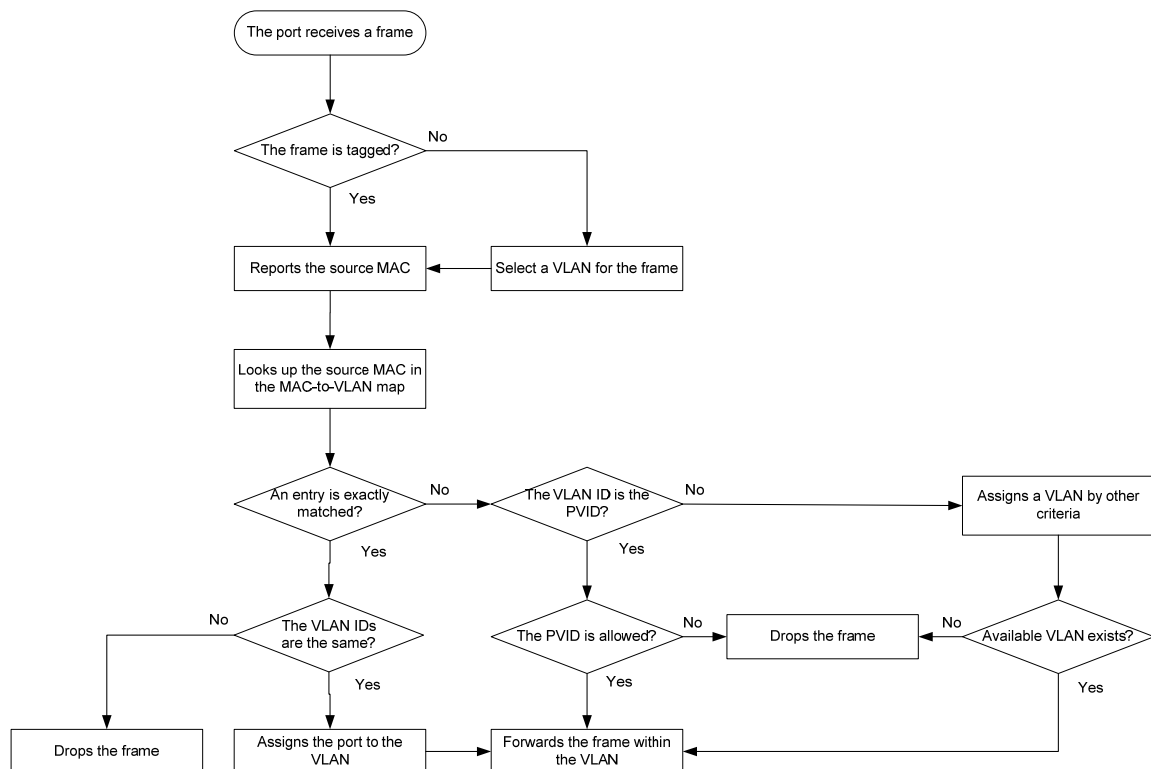 The port receives a frame
The frame is tagged?
No
Yes
Reports the source MAC
Select a VLAN for the frame
Looks up the source MAC in
the MAC-to-VLAN map
An entry is exactly
matched?
No
The VLAN ID is the
PVID?
No
Assigns a VLAN by other
criteria
Yes
Yes
No
The VLAN IDs
are the same?
The PVID is allowed?
No
Drops the frame
No
Available VLAN exists?
Yes
Yes
Yes
Drops the frame
Assigns the port to the
VLAN
Forwards the frame within
the VLAN